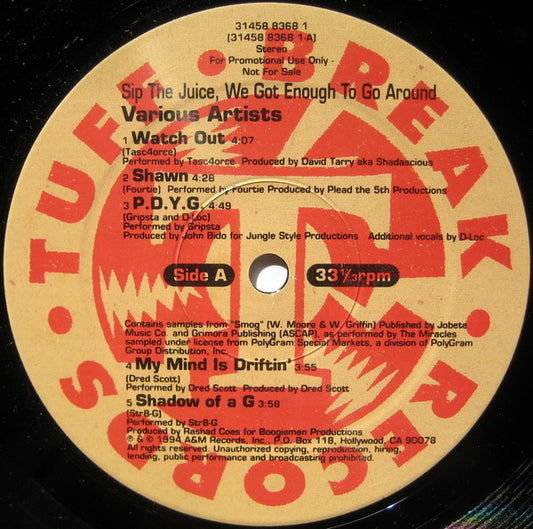 31458 8368 1
(31458 8368 1-A)
Stereo
For Promotional Use Only -
Not For Sale
TUFF · BREAK · RECORDS ·
Sip The Juice, We Got Enough To Go Around
Various Artists
1 Watch Out 4:07
(Tasc4orce)
Performed by Tasc4orce. Produced by David Tarry aka Shadascious
2 Shawn 4:28
(Fourtie) Performed by Fourtie Produced by Plead the 5th Productions
3 P.D.Y.G. 4:49
(Gripsta and D-Loc)
Performed by Gripsta
Produced by John Bido for Jungle Style Productions Additional vocals by D-Loc
Side A
33 1/3 rpm
Contains samples from "Smog" (W. Moore & W. Griffin) Published by Jobete
Music Co. and Grimora Publishing (ASCAP), as performed by The Miracles
sampled under license from PolyGram Special Markets, a division of PolyGram
Group Distribution, Inc.
4 My Mind Is Driftin' 3:55
(Dred Scott)
Performed by Dred Scott Produced by Dred Scott
5 Shadow of a G 3:58
(Str8-G)
Performed by Str8-G
Produced by Rashad Coes for Boogiemen Productions
℗ & © 1994 A&M Records, Inc., P.O. Box 118, Hollywood, CA 90078
All rights reserved. Unauthorized copying, reproduction, hiring,
lending, public performance and broadcasting prohibited.